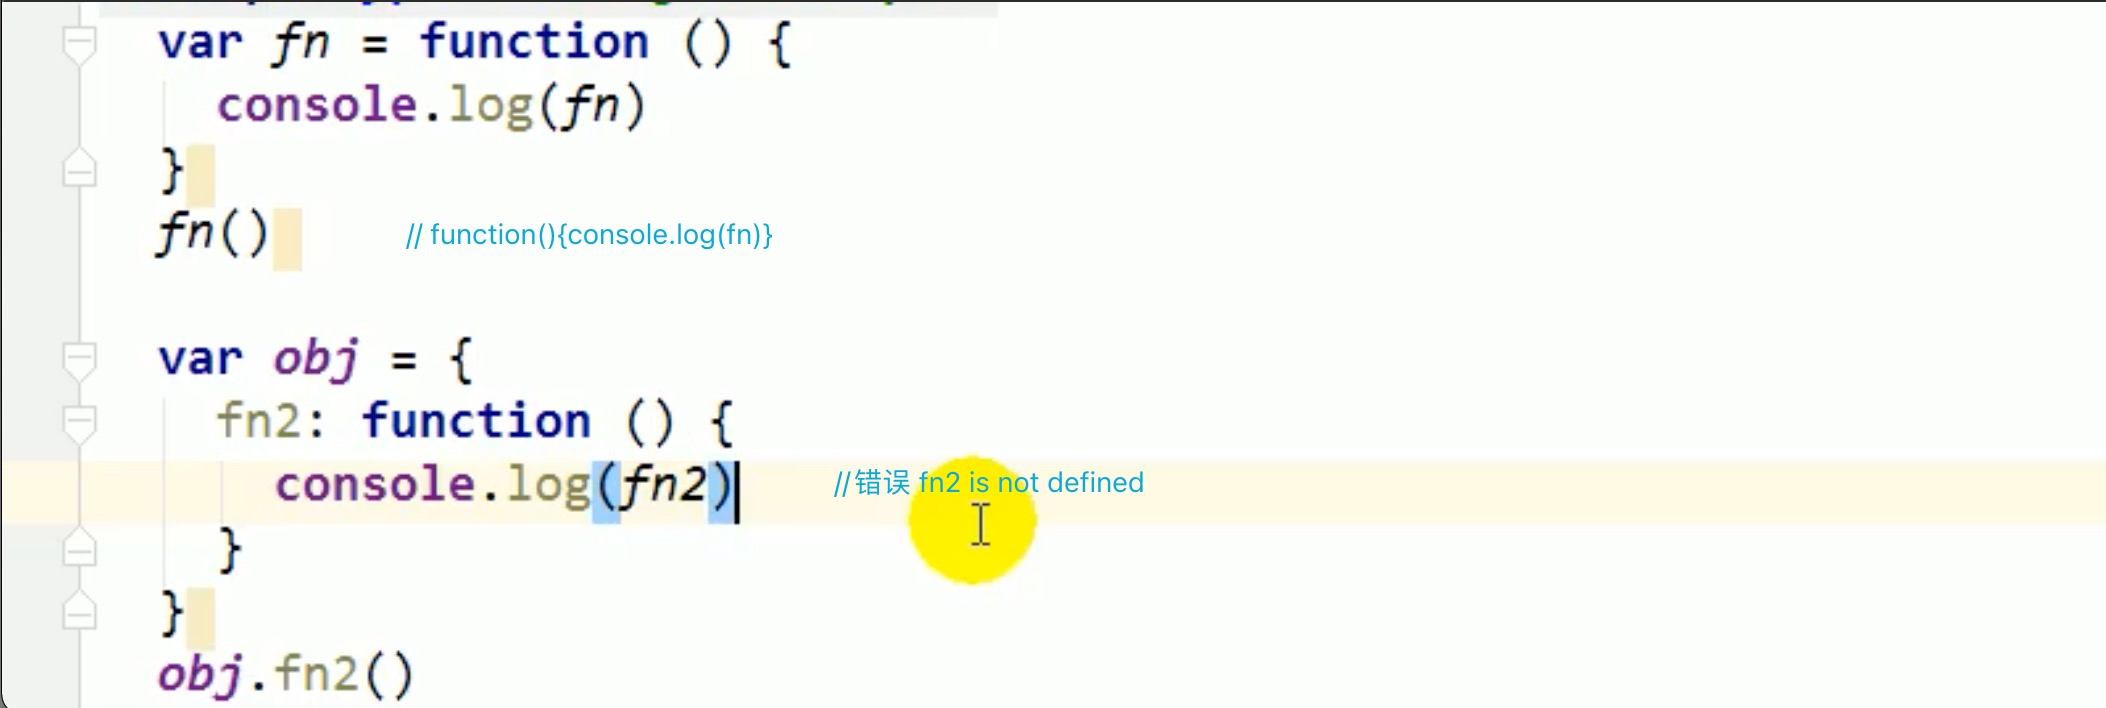 var fn = function () {
console.log(fn)
}
fn() // function(){console.log(fn)}
var obj = {
fn2: function () {
console.log(fn2) //错误 fn2 is not defined
}
}
obj.fn2()